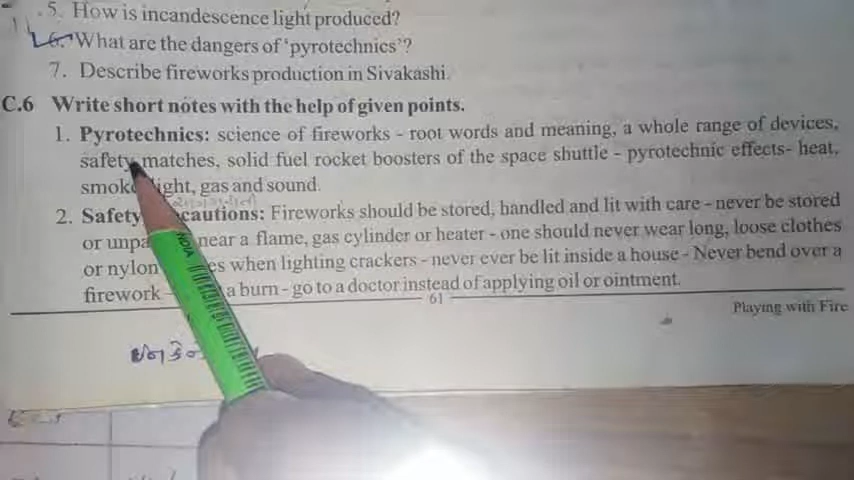 5. How is incandescence light produced?
6. What are the dangers of 'pyrotechnics'?
7. Describe fireworks production in Sivakashi.
C.6 Write short notes with the help of given points.
1. Pyrotechnics: science of fireworks - root words and meaning, a whole range of devices,
safety matches, solid fuel rocket boosters of the space shuttle - pyrotechnic effects- heat,
light, gas and sound.
2. Safety Fireworks should be stored, handled and lit with care - never be stored
or near a flame, gas cylinder or heater - one should never wear long, loose clothes
or nylon when lighting crackers - never ever be lit inside a house - Never bend over a
firework - a burn - go to a doctor instead of applying oil or ointment.
61
Playing with Fire